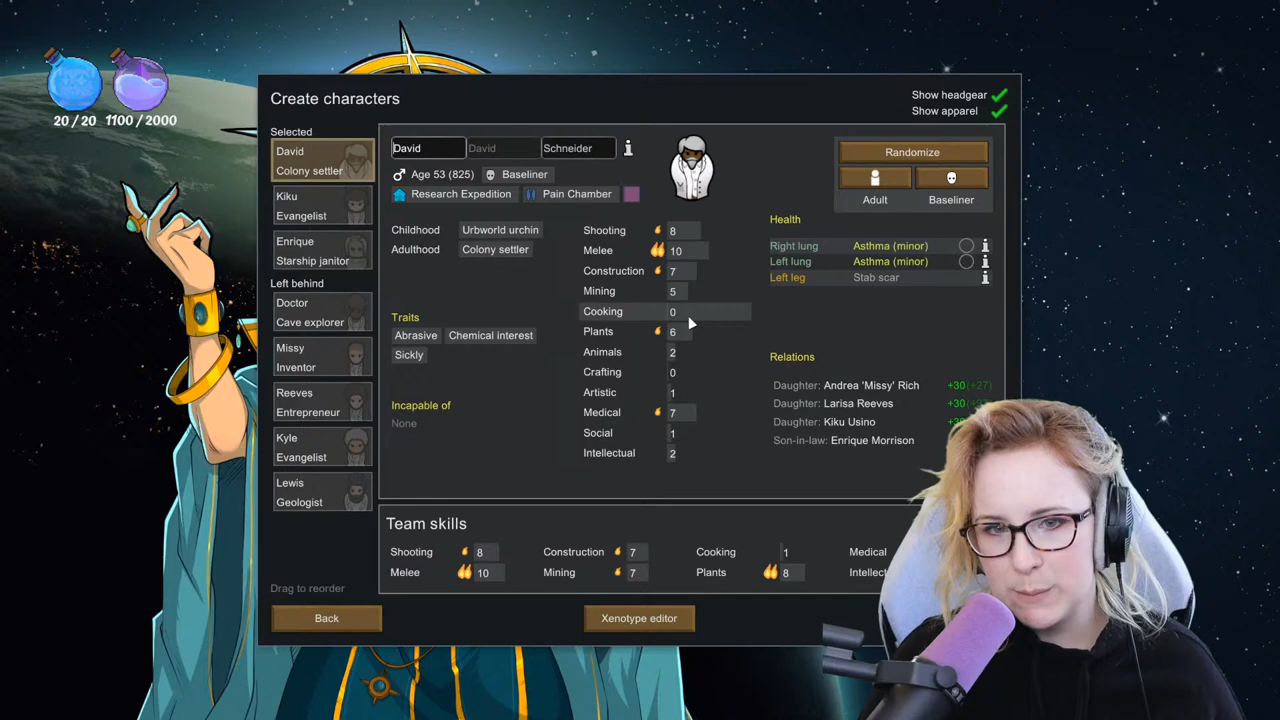 20 / 20 1100 / 2000
Create characters
Show headgear
Show apparel
Selected
David
Colony settler
Kiku
Evangelist
Enrique
Starship janitor
Left behind
Doctor
Cave explorer
Missy
Inventor
Reeves
Entrepreneur
Kyle
Evangelist
Lewis
Geologist
Drag to reorder
Back
David David Schneider
Age 53 (825) Baseliner
Research Expedition Pain Chamber
Childhood Urbworld urchin
Adulthood Colony settler
Traits
Abrasive Chemical interest
Sickly
Incapable of
None
Shooting 8
Melee 10
Construction 7
Mining 5
Cooking 0
Plants 6
Animals 2
Crafting 0
Artistic 1
Medical 7
Social 1
Intellectual 2
Randomize
Adult Baseliner
Health
Right lung Asthma (minor)
Left lung Asthma (minor)
Left leg Stab scar
Relations
Daughter: Andrea 'Missy' Rich +30 (+27)
Daughter: Larisa Reeves +30
Daughter: Kiku Usino
Son-in-law: Enrique Morrison
Team skills
Shooting 8 Construction 7 Cooking 1 Medical
Melee 10 Mining 7 Plants 8
Xenotype editor